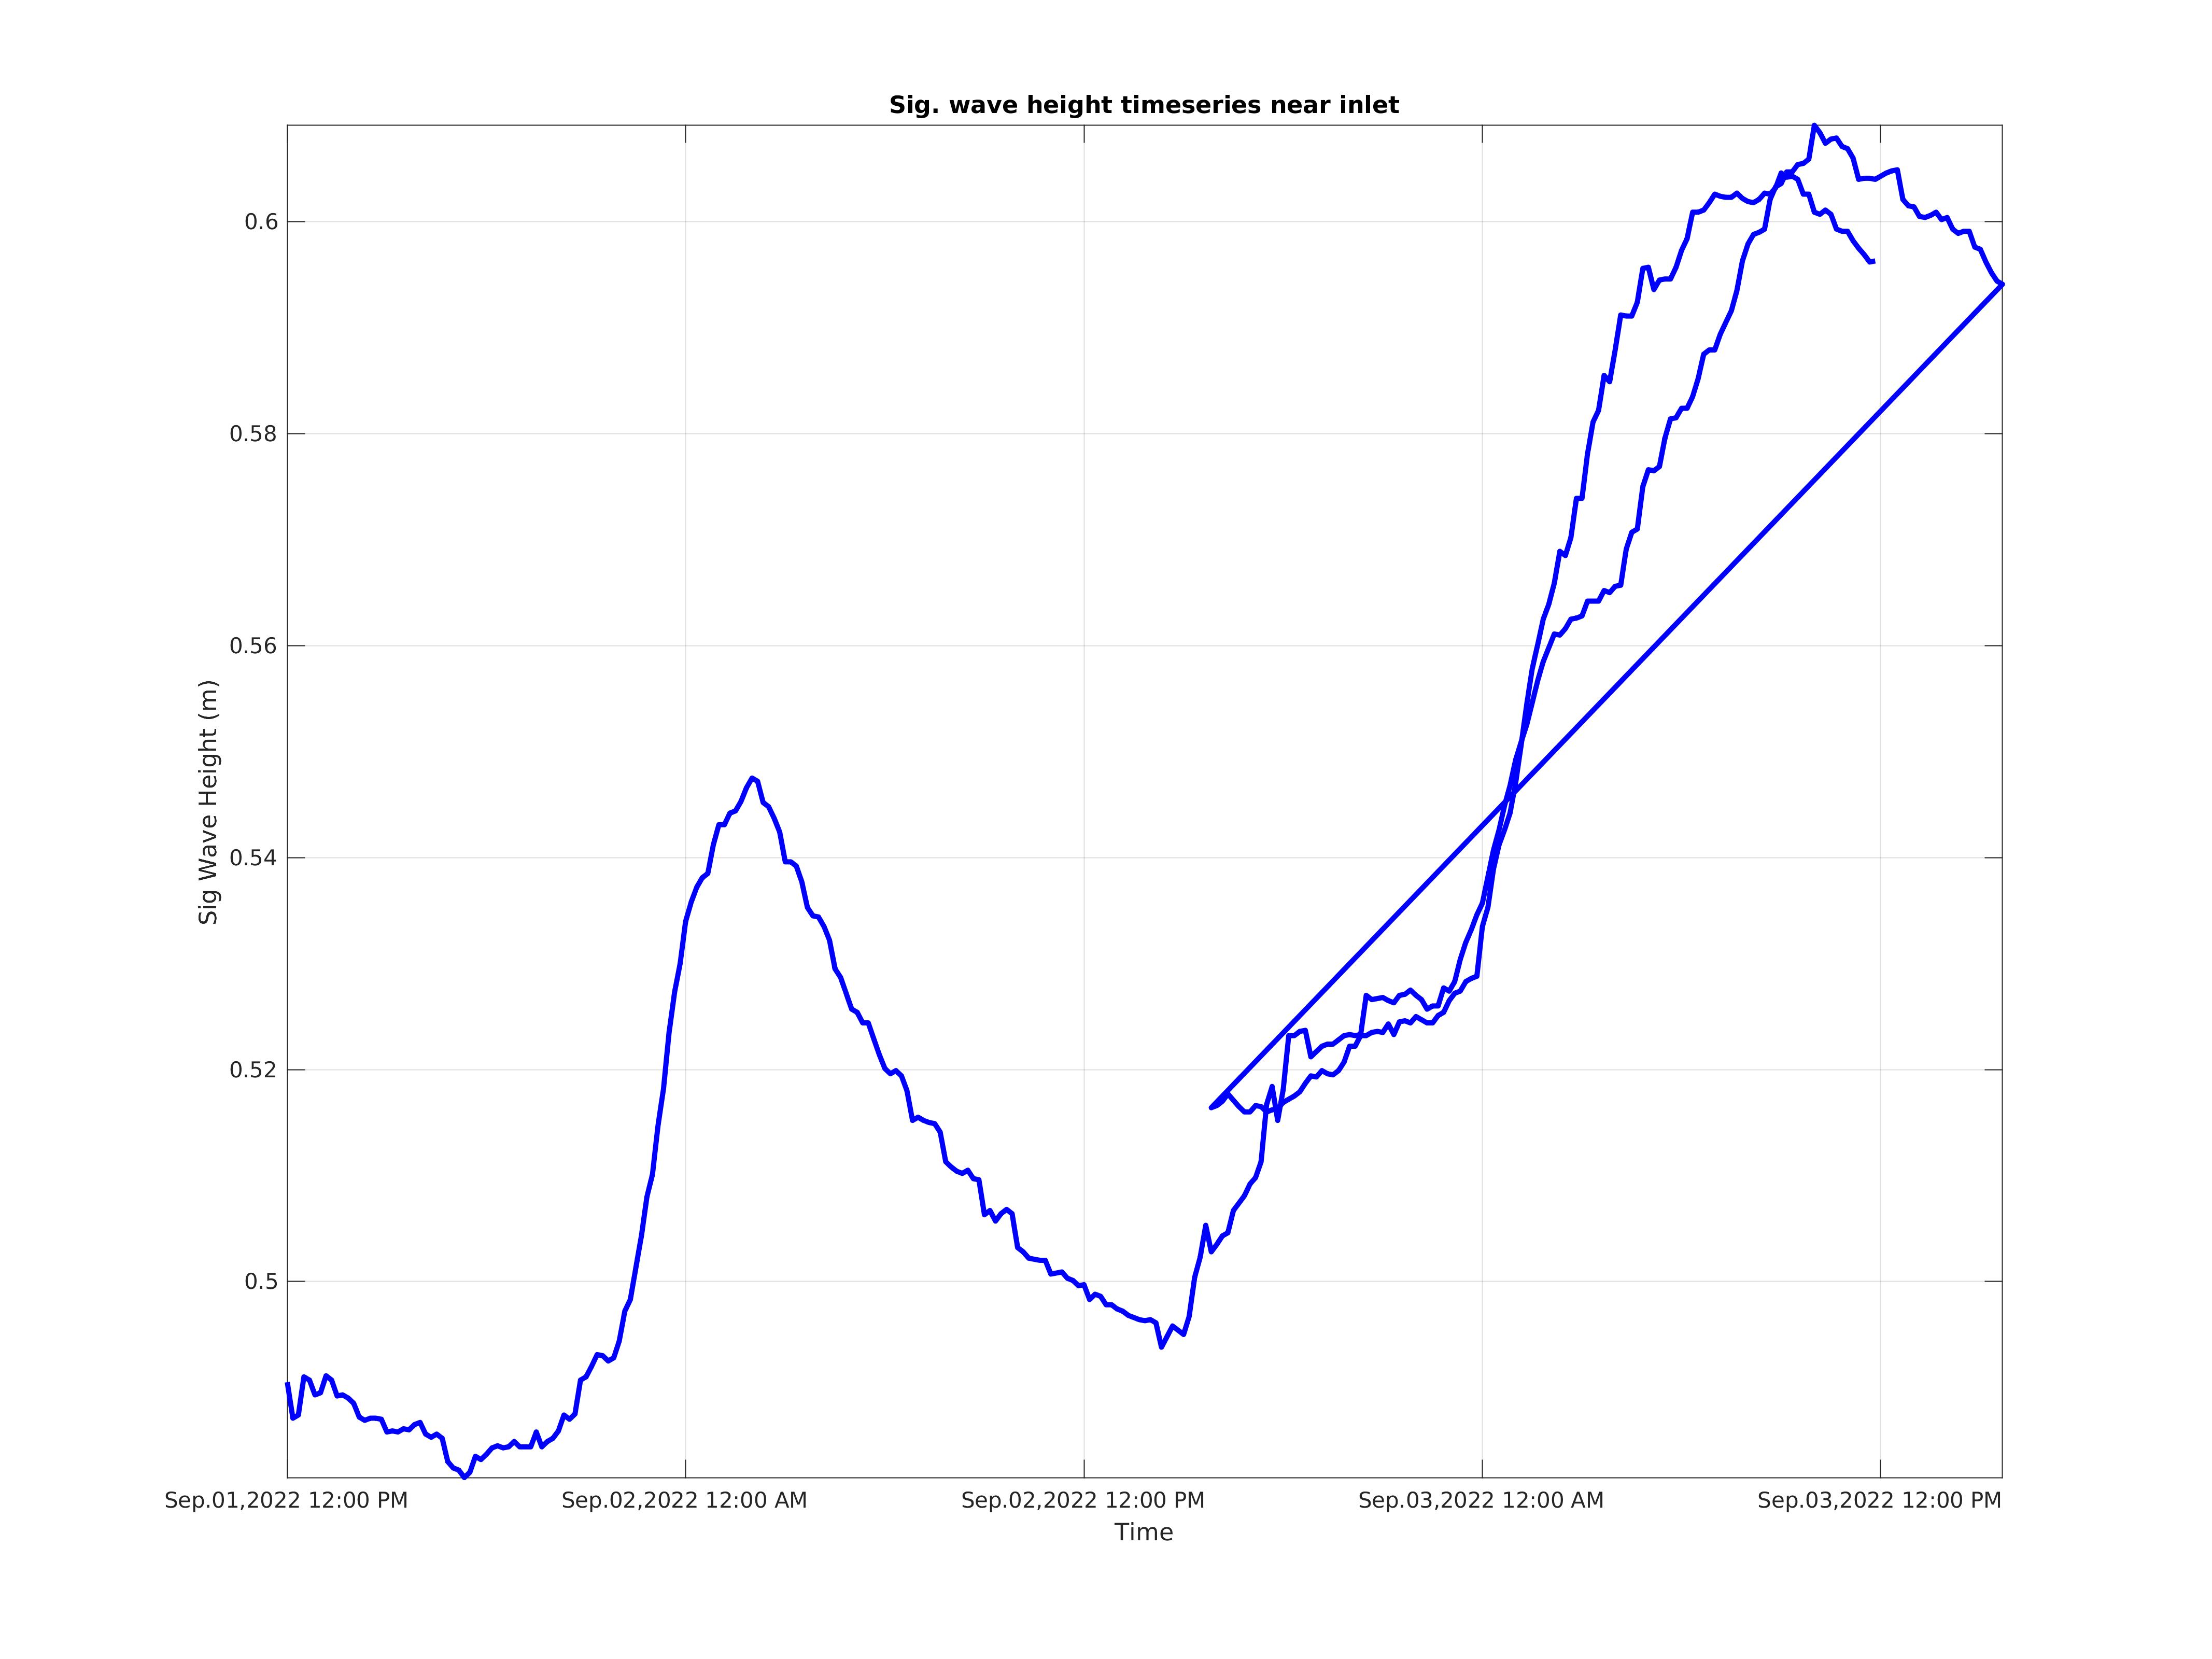 Sig. wave height timeseries near inlet
0.6
0.58
0.56
0.54
0.52
0.5
Sig Wave Height (m)
Sep.01,2022 12:00 PM
Sep.02,2022 12:00 AM
Sep.02,2022 12:00 PM
Sep.03,2022 12:00 AM
Sep.03,2022 12:00 PM
Time